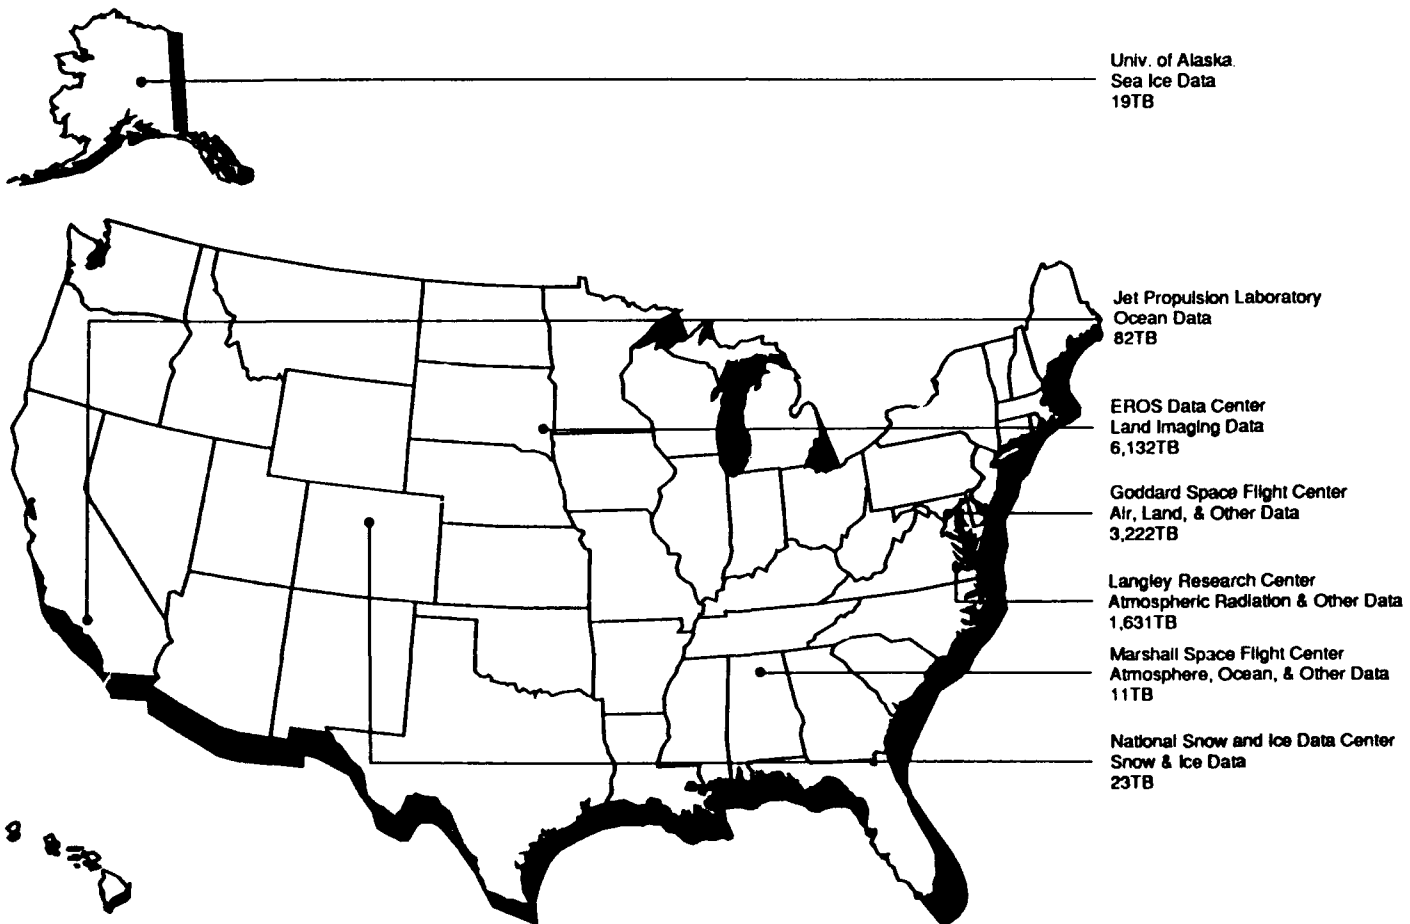 Univ. of Alaska
Sea Ice Data
19TB
Jet Propulsion Laboratory
Ocean Data
82TB
EROS Data Center
Land Imaging Data
6,132TB
Goddard Space Flight Center
Air, Land, & Other Data
3,222TB
Langley Research Center
Atmospheric Radiation & Other Data
1,631TB
Marshall Space Flight Center
Atmosphere, Ocean, & Other Data
11TB
National Snow and Ice Data Center
Snow & Ice Data
23TB